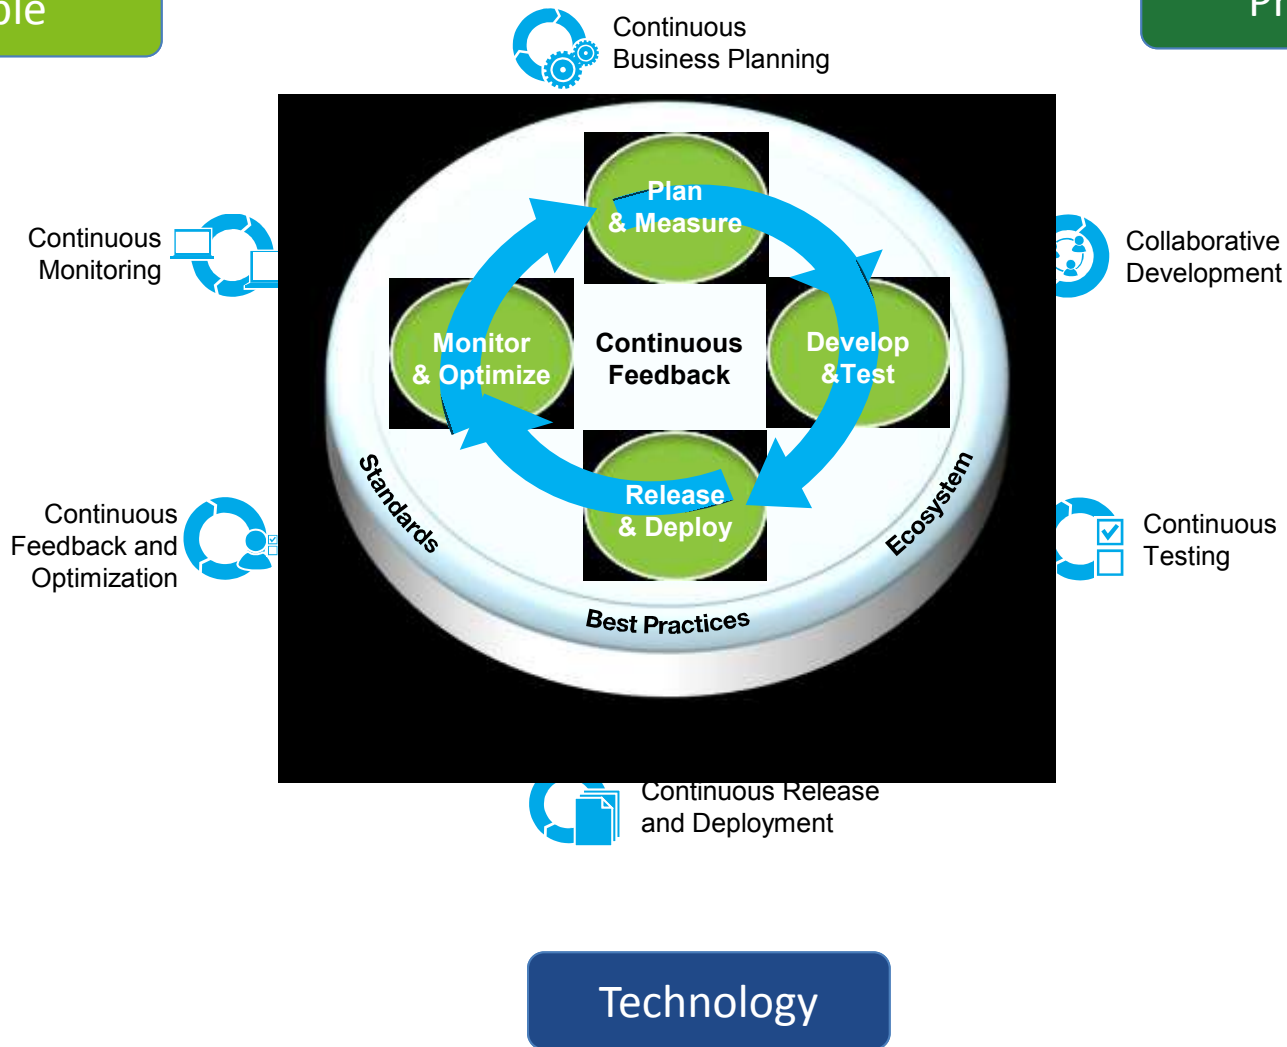 Continuous
Business Planning
Continuous
Monitoring
Collaborative
Development
Plan
& Measure
Monitor
& Optimize
Continuous
Feedback
Develop
&Test
Release
& Deploy
Standards
Best Practices
Ecosystem
Continuous
Feedback and
Optimization
Continuous
Testing
Continuous Release
and Deployment
Technology